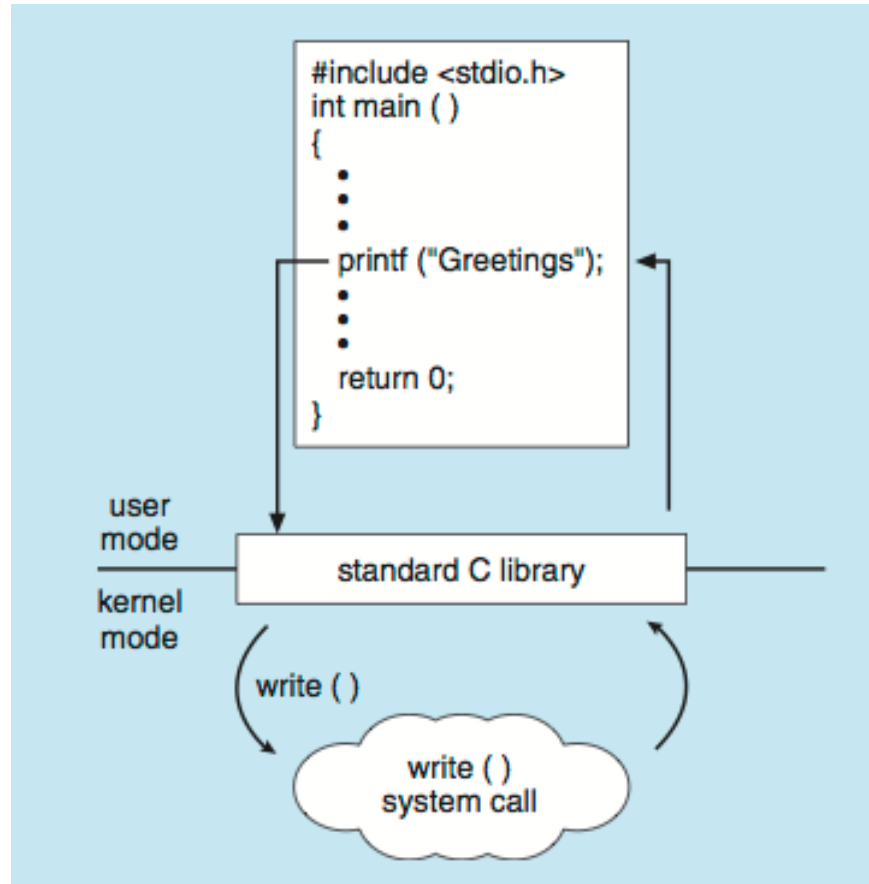 #include <stdio.h>
int main ( )
{
•
•
•
printf ("Greetings");
•
•
•
return 0;
}
user
mode
standard C library
kernel
mode
write ( )
write ( )
system call